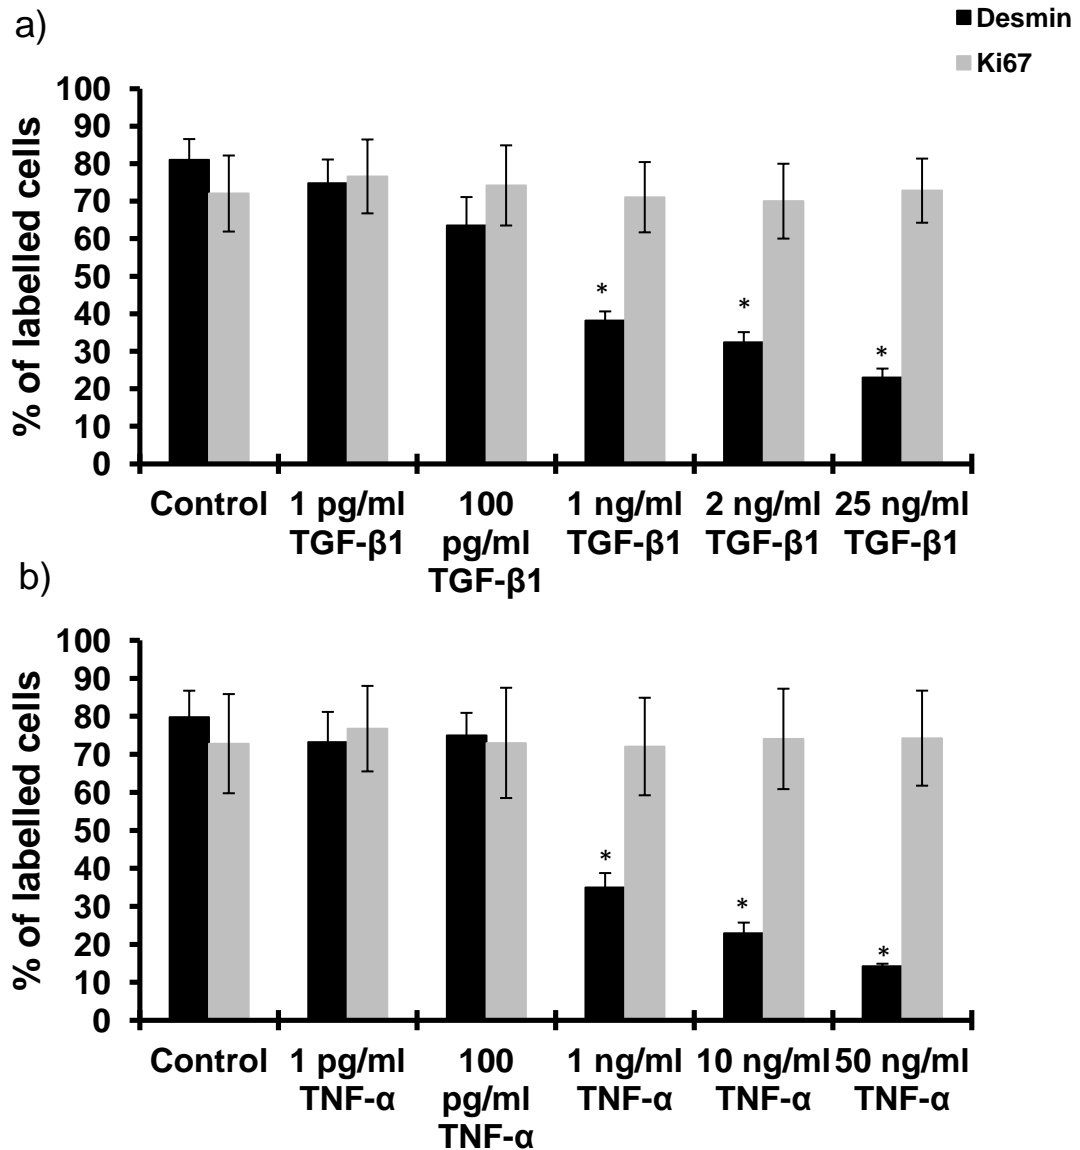 a)
Desmin
Ki67
% of labelled cells
100
90
80
70
60
50
40
30
20
10
0
*
*
*
Control 1 pg/ml 100 1 ng/ml 2 ng/ml 25 ng/ml
TGF-β1 pg/ml TGF-β1 TGF-β1 TGF-β1
TGF-β1
b)
% of labelled cells
100
90
80
70
60
50
40
30
20
10
0
*
*
*
Control 1 pg/ml 100 1 ng/ml 10 ng/ml 50 ng/ml
TNF-α pg/ml TNF-α TNF-α TNF-α
TNF-α